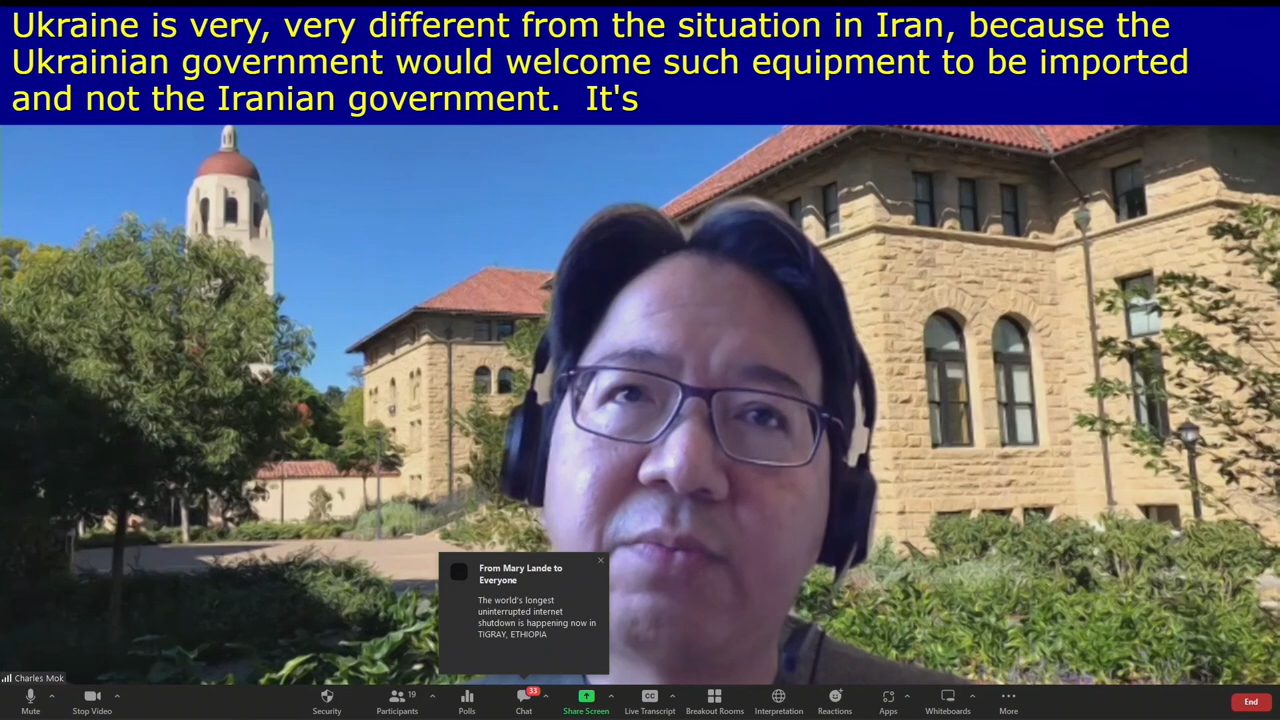 Ukraine is very, very different from the situation in Iran, because the
Ukrainian government would welcome such equipment to be imported
and not the Iranian government.  It's
From Mary Lande to
Everyone
The world's longest
uninterrupted internet
shutdown is happening now in
TIGRAY, ETHIOPIA
Charles Mok
19
33
CC
Mute
Stop Video
Security
Participants
Polls
Chat
Share Screen
Live Transcript
Breakout Rooms
Interpretation
Reactions
Apps
Whiteboards
More
End